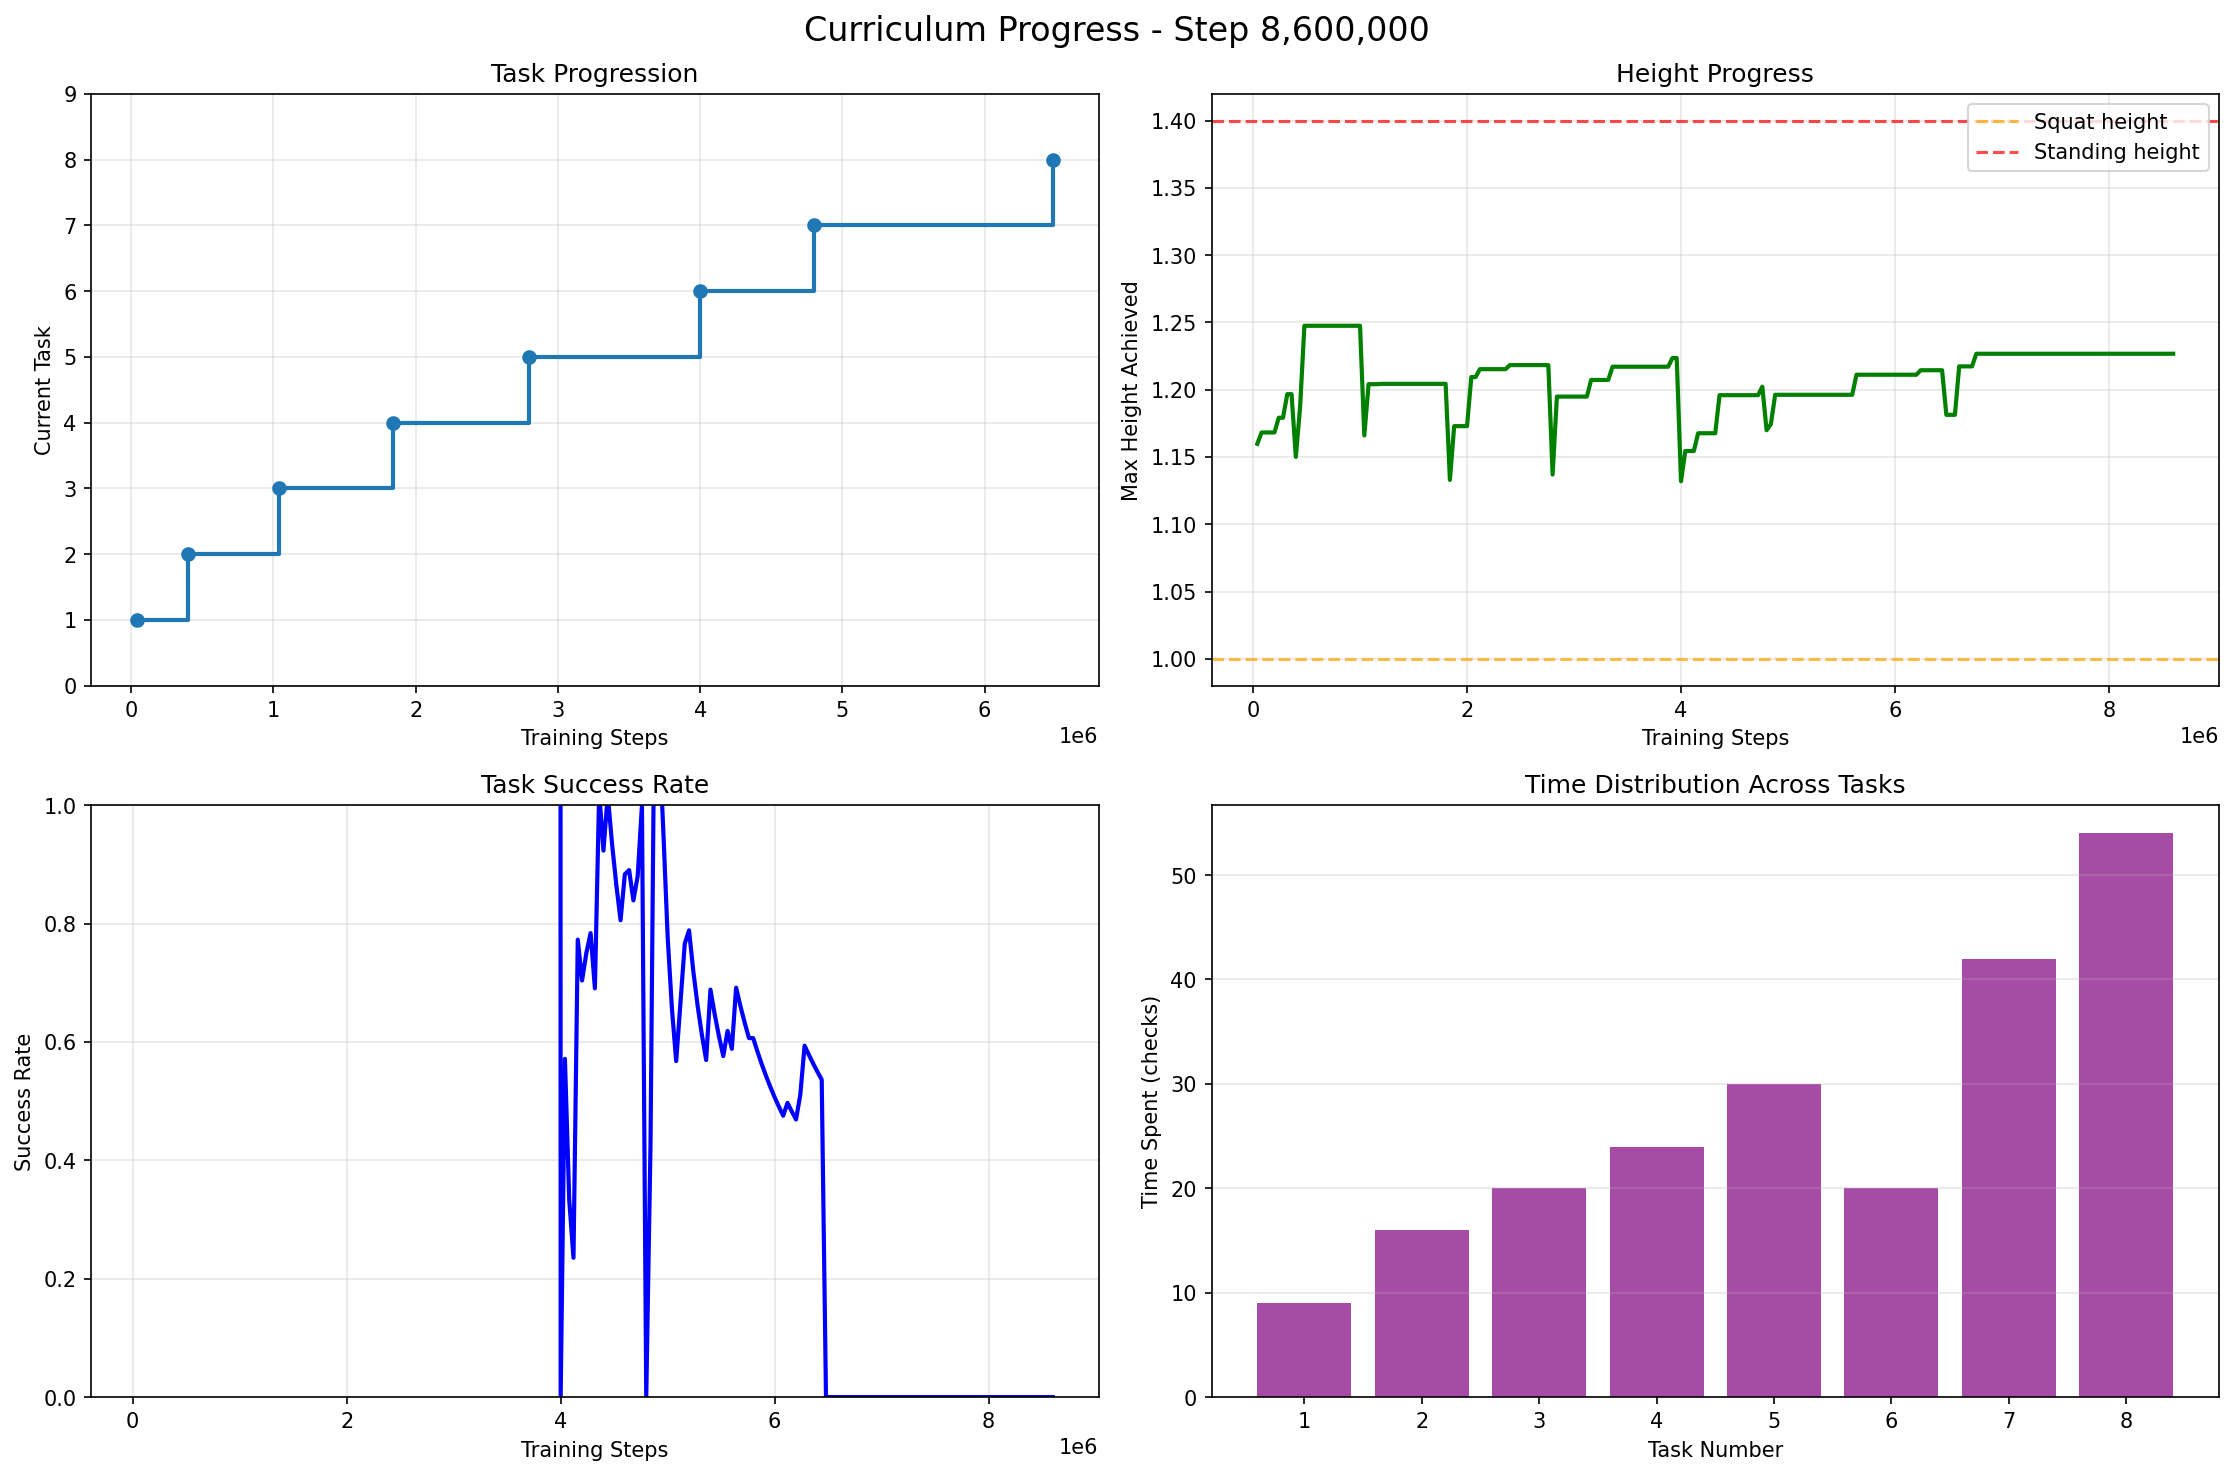 Curriculum Progress - Step 8,600,000
Task Progression
Current Task
9
8
7
6
5
4
3
2
1
0
0 1 2 3 4 5 6
Training Steps
1e6
Height Progress
Max Height Achieved
1.40
1.35
1.30
1.25
1.20
1.15
1.10
1.05
1.00
Squat height
Standing height
0 2 4 6 8
Training Steps
1e6
Task Success Rate
Success Rate
1.0
0.8
0.6
0.4
0.2
0.0
0 2 4 6 8
Training Steps
1e6
Time Distribution Across Tasks
Time Spent (checks)
50
40
30
20
10
0
1 2 3 4 5 6 7 8
Task Number